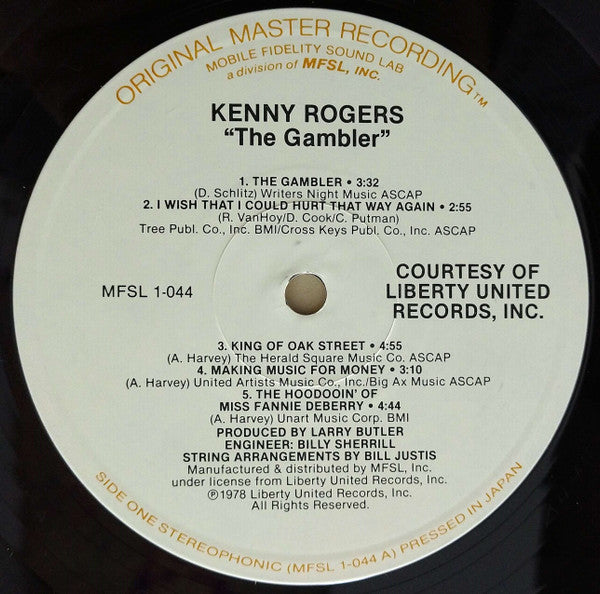 ORIGINAL MASTER RECORDING™
MOBILE FIDELITY SOUND LAB
a division of MFSL, INC.
KENNY ROGERS
“The Gambler”
1. THE GAMBLER • 3:32
(D. Schlitz) Writers Night Music ASCAP
2. I WISH THAT I COULD HURT THAT WAY AGAIN • 2:55
(R. VanHoy/D. Cook/C. Putman)
Tree Publ. Co., Inc. BMI/Cross Keys Publ. Co., Inc. ASCAP
MFSL 1-044
COURTESY OF
LIBERTY UNITED
RECORDS, INC.
3. KING OF OAK STREET • 4:55
(A. Harvey) The Herald Square Music Co. ASCAP
4. MAKING MUSIC FOR MONEY • 3:10
(A. Harvey) United Artists Music Co., Inc./Big Ax Music ASCAP
5. THE HOODOOIN’ OF
MISS FANNIE DEBERRY • 4:44
(A. Harvey) Unart Music Corp. BMI
PRODUCED BY LARRY BUTLER
ENGINEER: BILLY SHERRILL
STRING ARRANGEMENTS BY BILL JUSTIS
Manufactured & distributed by MFSL, Inc.
under license from Liberty United Records, Inc.
℗1978 Liberty United Records, Inc.
All Rights Reserved.
SIDE ONE STEREOPHONIC (MFSL 1-044 A) PRESSED IN JAPAN